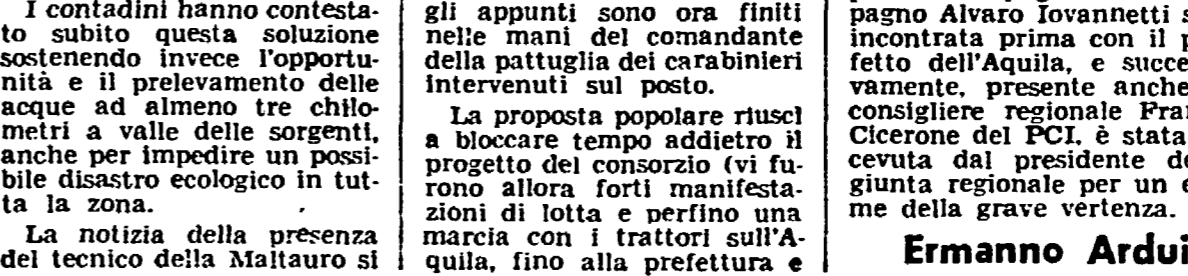 I contadini hanno contesta-
to subito questa soluzione
sostenendo invece l'opportu-
nità e il prelevamento delle
acque ad almeno tre chilo-
metri a valle delle sorgenti,
anche per impedire un possi-
bile disastro ecologico in tut-
ta la zona.
La notizia della presenza
del tecnico della Maltauro si
gli appunti sono ora finiti
nelle mani del comandante
della pattuglia dei carabinieri
intervenuti sul posto.
La proposta popolare riuscì
a bloccare tempo addietro il
progetto del consorzio (vi fu-
rono allora forti manifesta-
zioni di lotta e perfino una
marcia con i trattori sull'A-
quila, fino alla prefettura e
pagno Alvaro Iovannetti s
incontrata prima con il p
fetto dell'Aquila, e succe
vamente, presente anche
consigliere regionale Fra
Cicerone del PCI, è stata
cevuta dal presidente de
giunta regionale per un e
me della grave vertenza.
Ermanno Ardui